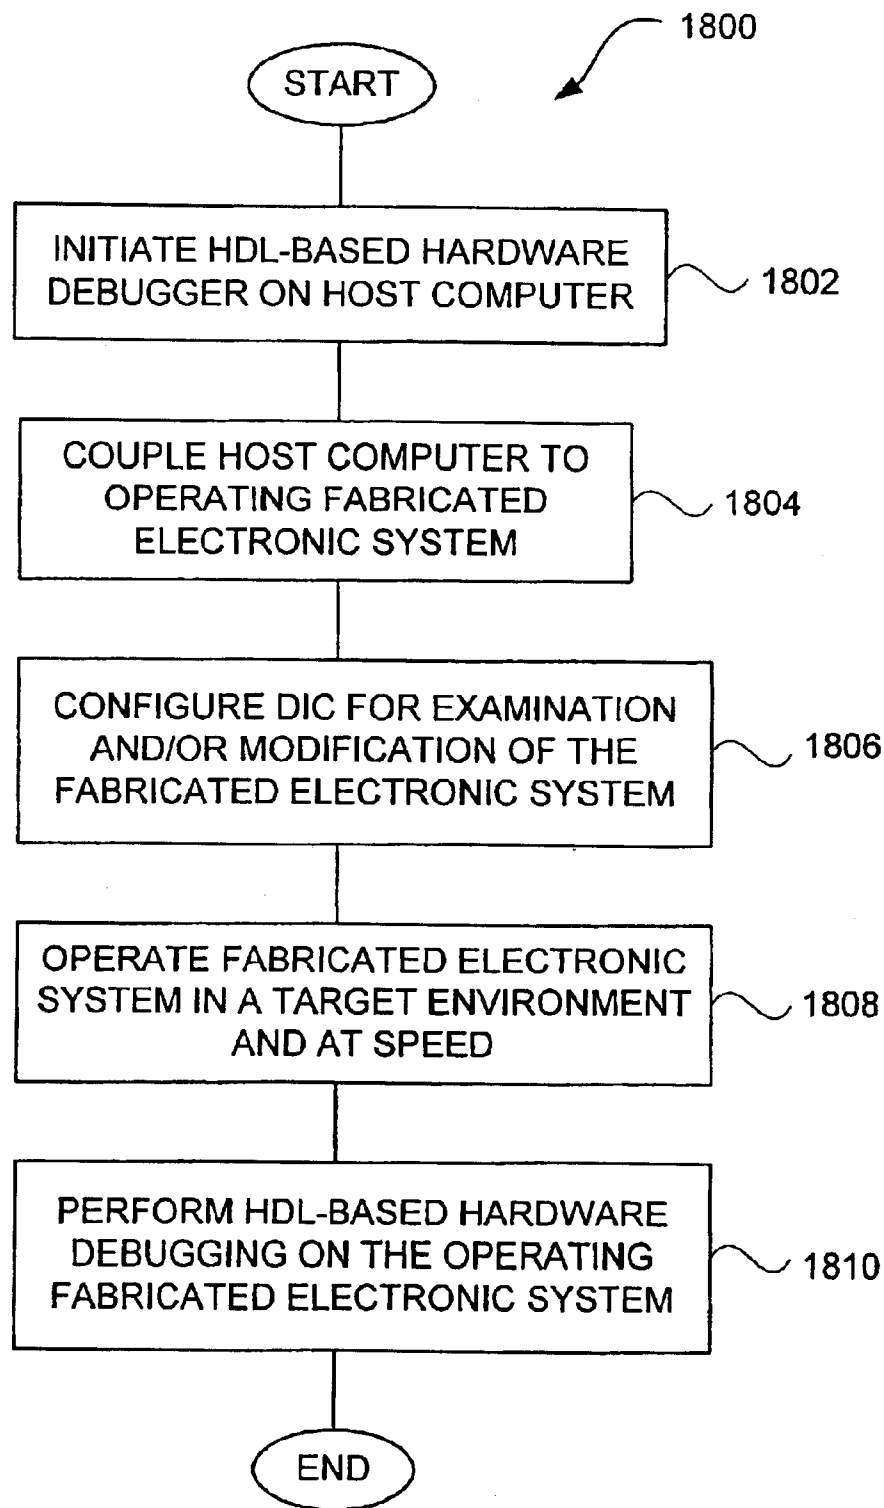 1800
START
INITIATE HDL-BASED HARDWARE
DEBUGGER ON HOST COMPUTER
1802
COUPLE HOST COMPUTER TO
OPERATING FABRICATED
ELECTRONIC SYSTEM
1804
CONFIGURE DIC FOR EXAMINATION
AND/OR MODIFICATION OF THE
FABRICATED ELECTRONIC SYSTEM
1806
OPERATE FABRICATED ELECTRONIC
SYSTEM IN A TARGET ENVIRONMENT
AND AT SPEED
1808
PERFORM HDL-BASED HARDWARE
DEBUGGING ON THE OPERATING
FABRICATED ELECTRONIC SYSTEM
1810
END